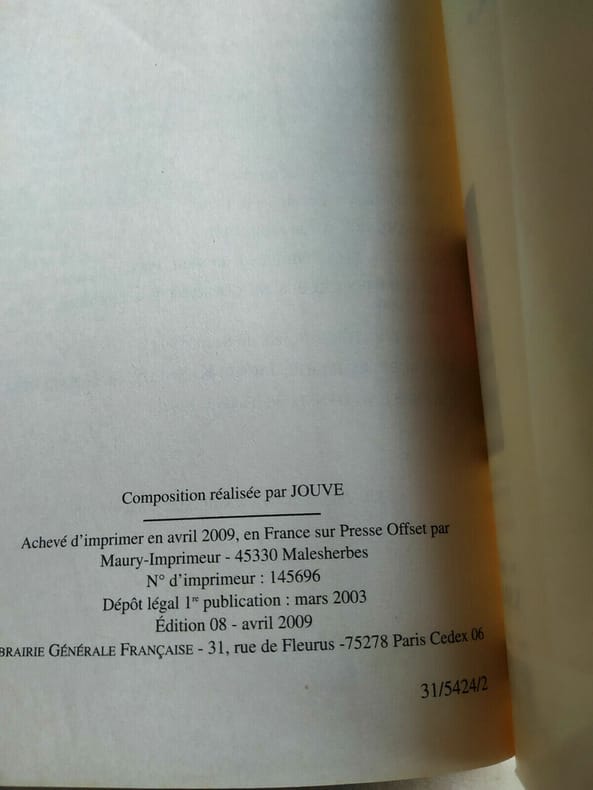 Composition réalisée par JOUVE
Achevé d'imprimer en avril 2009, en France sur Presse Offset par
Maury-Imprimeur - 45330 Malesherbes
N° d'imprimeur : 145696
Dépôt légal 1re publication : mars 2003
Édition 08 - avril 2009
BRAIRIE GÉNÉRALE FRANÇAISE - 31, rue de Fleurus -75278 Paris Cedex 06
31/5424/2